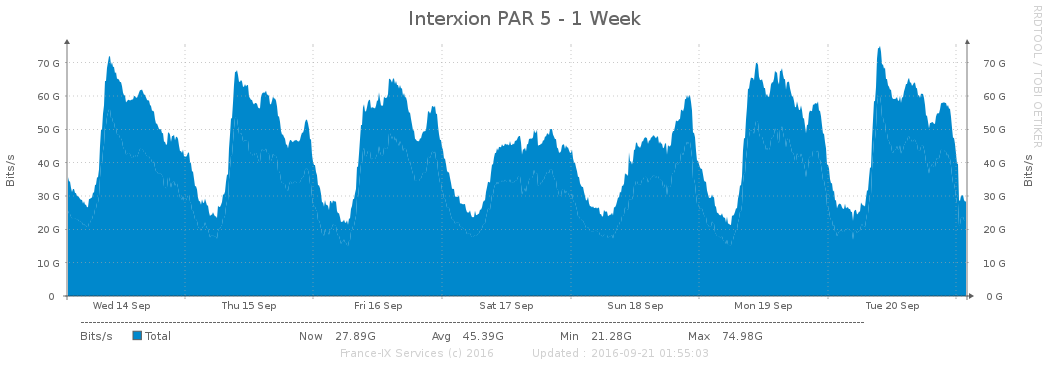 Interxion PAR 5 - 1 Week
RRDTOOL / TOBI OETIKER
Bits/s
70 G 70 G
60 G 60 G
50 G 50 G
40 G 40 G
30 G 30 G
20 G 20 G
10 G 10 G
0 0 G
Bits/s
Wed 14 Sep Thu 15 Sep Fri 16 Sep Sat 17 Sep Sun 18 Sep Mon 19 Sep Tue 20 Sep
Bits/s Total Now 27.89G Avg 45.39G Min 21.28G Max 74.98G
France-IX Services (c) 2016 Updated : 2016-09-21 01:55:03